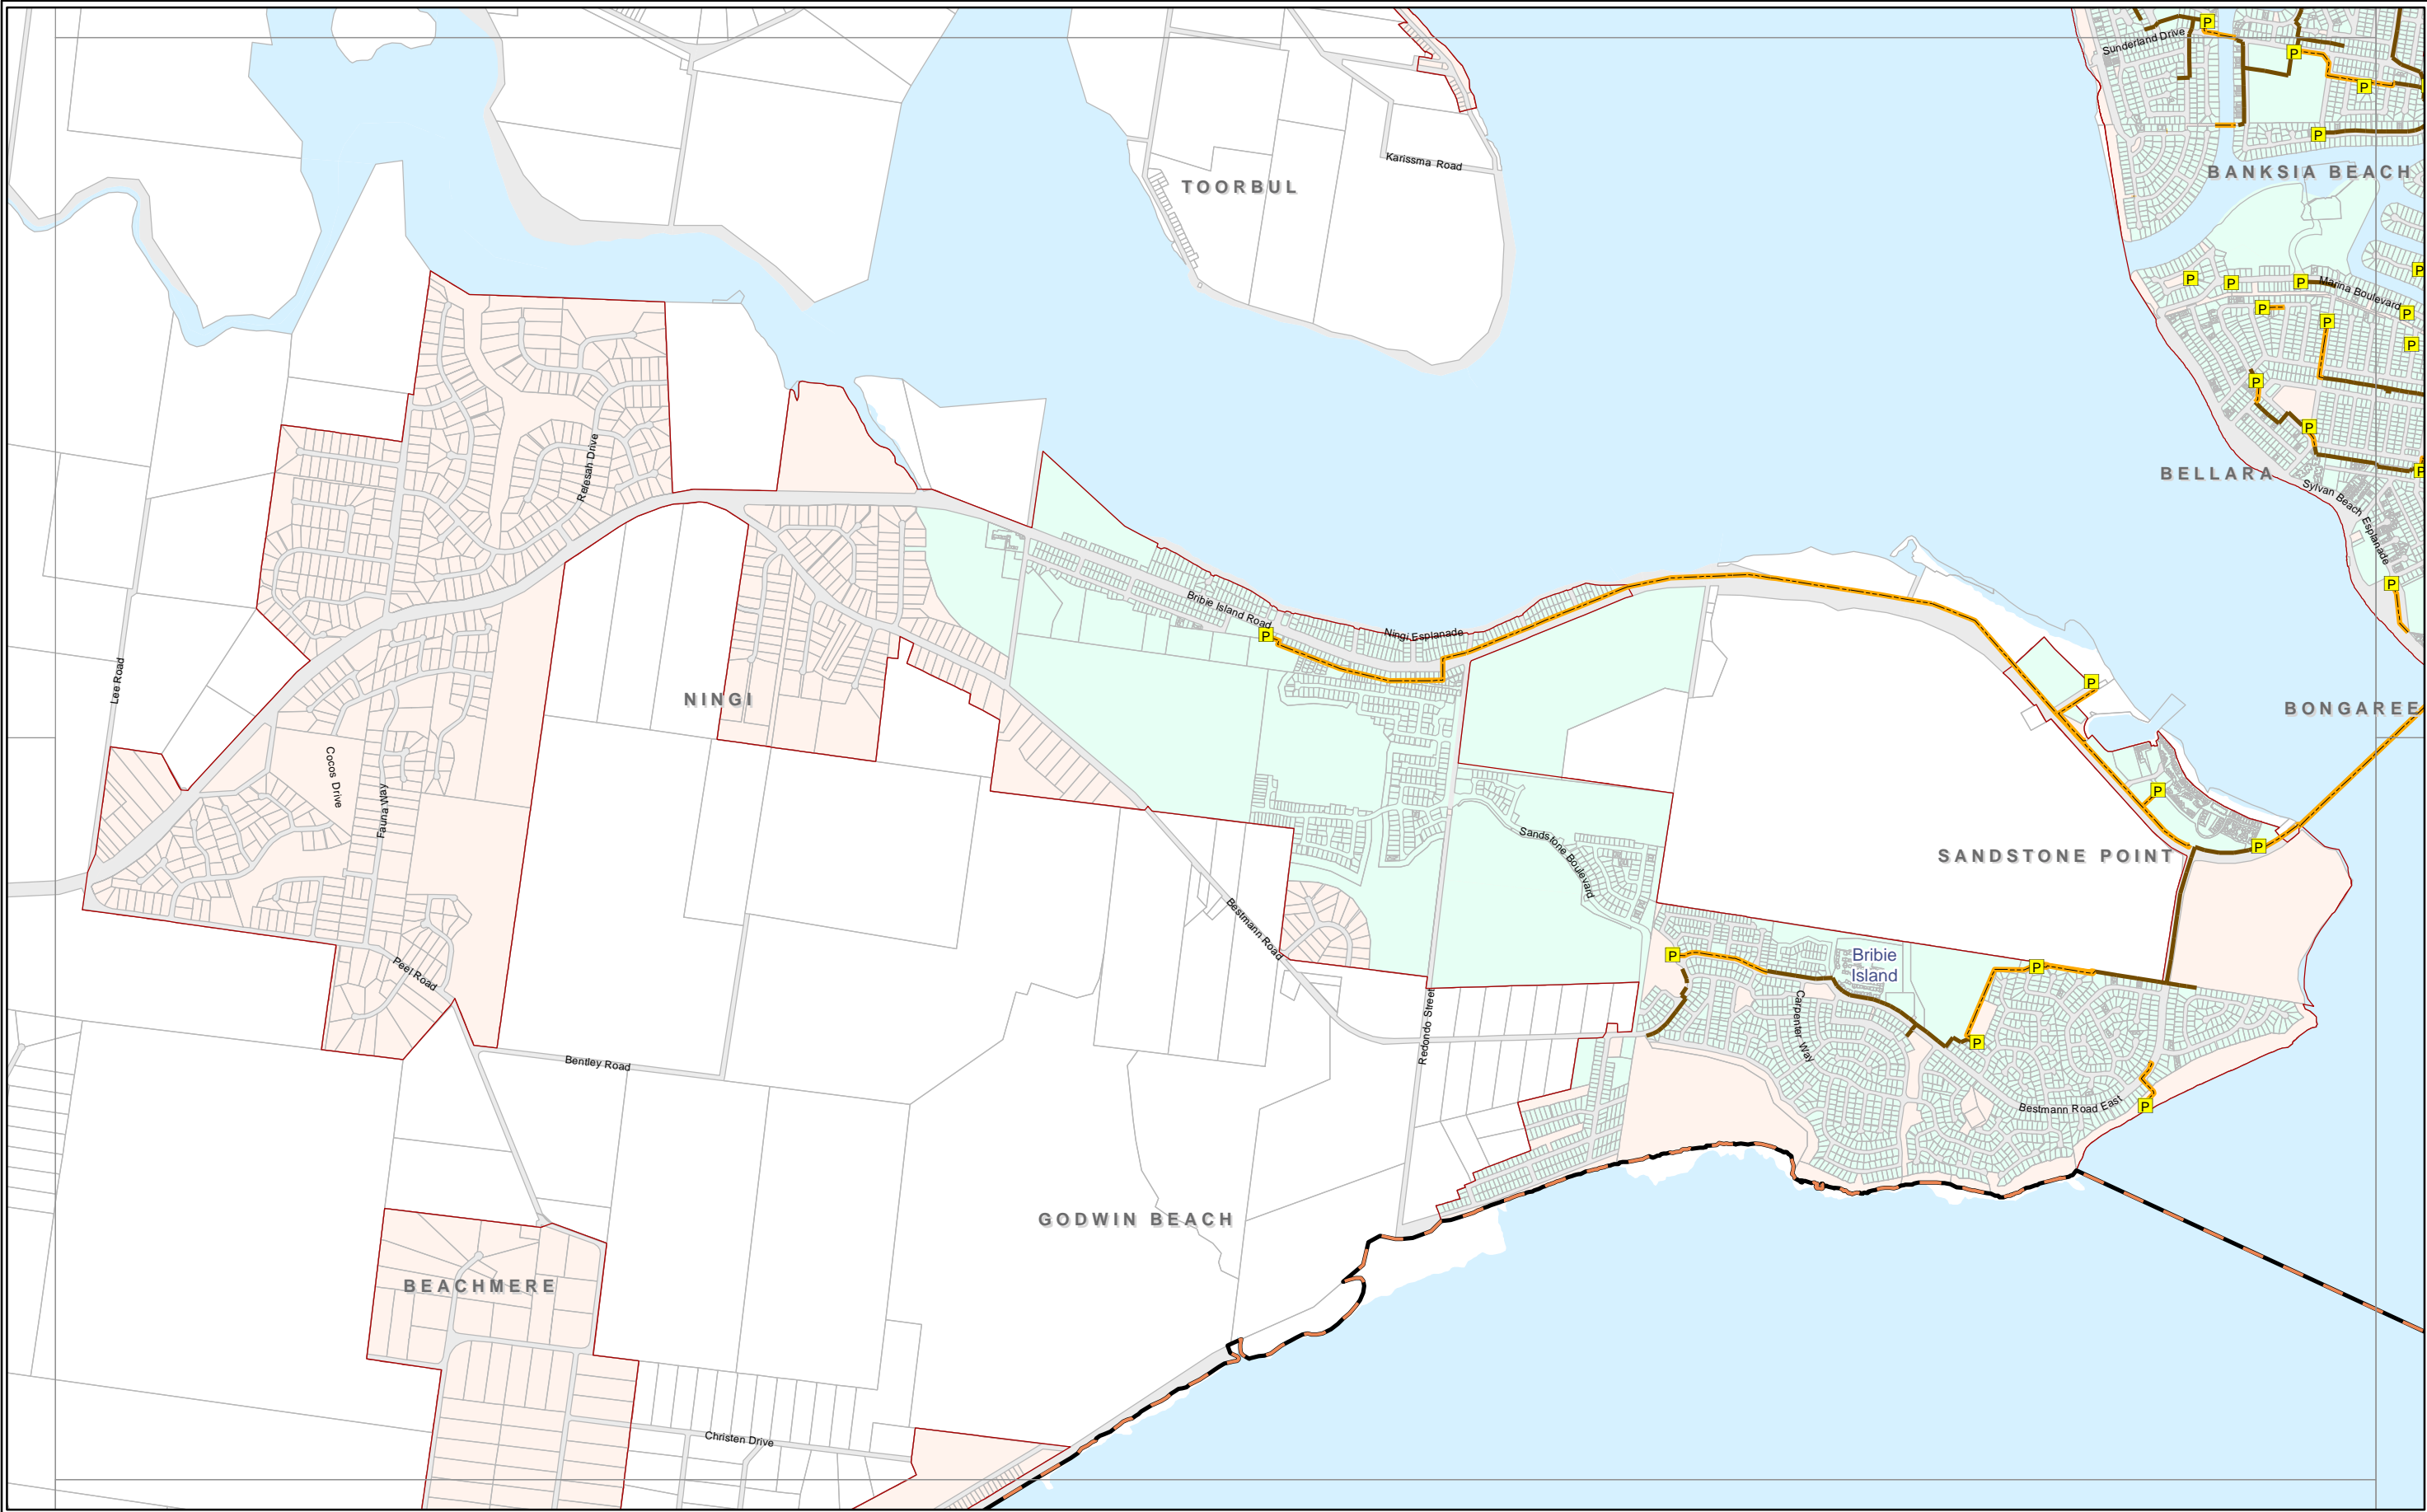 P
Sunderland Drive
P
P
P
Karissma Road
BANKSIA BEACH
TOORBUL
P
P
P
P
Marina Boulevard
P
P
P
P
P
P
Relesah Drive
P
BELLARA
Sylvan Beach Esplanade
P
Bribie Island Road
P
Ningi Esplanade
Lee Road
NINGI
P
BONGAREE
Cocos Drive
Fauna Way
P
Sandstone Boulevard
P
SANDSTONE POINT
Bestmann Road
P
Bribie
Island
P
Peel Road
Carpenter Way
Redondo Street
P
Bentley Road
Bestmann Road East
P
GODWIN BEACH
BEACHMERE
Christen Drive